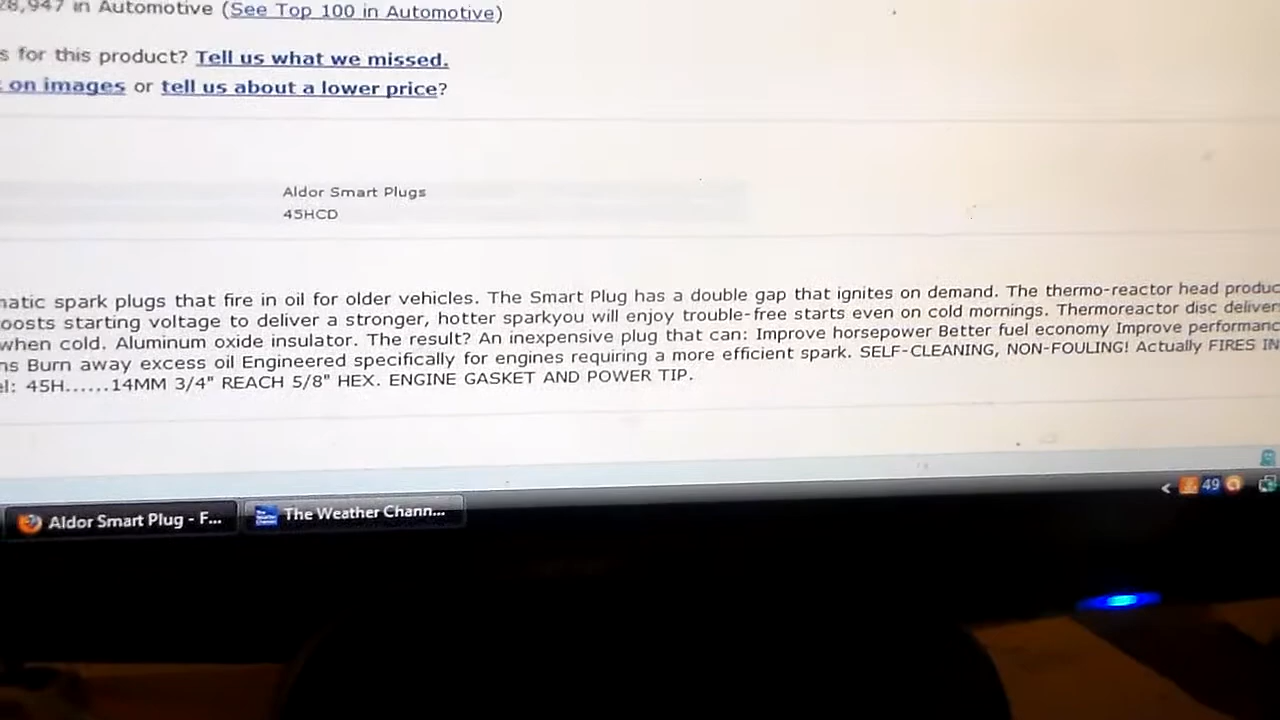 28,947 in Automotive (See Top 100 in Automotive)
s for this product? Tell us what we missed.
on images or tell us about a lower price?
Aldor Smart Plugs
45HCD
matic spark plugs that fire in oil for older vehicles. The Smart Plug has a double gap that ignites on demand. The thermo-reactor head produc
oosts starting voltage to deliver a stronger, hotter sparkyou will enjoy trouble-free starts even on cold mornings. Thermoreactor disc deliver
when cold. Aluminum oxide insulator. The result? An inexpensive plug that can: Improve horsepower Better fuel economy Improve performanc
ns Burn away excess oil Engineered specifically for engines requiring a more efficient spark. SELF-CLEANING, NON-FOULING! Actually FIRES IN
el: 45H......14MM 3/4" REACH 5/8" HEX. ENGINE GASKET AND POWER TIP.
Aldor Smart Plug - F...
The Weather Chann...
49